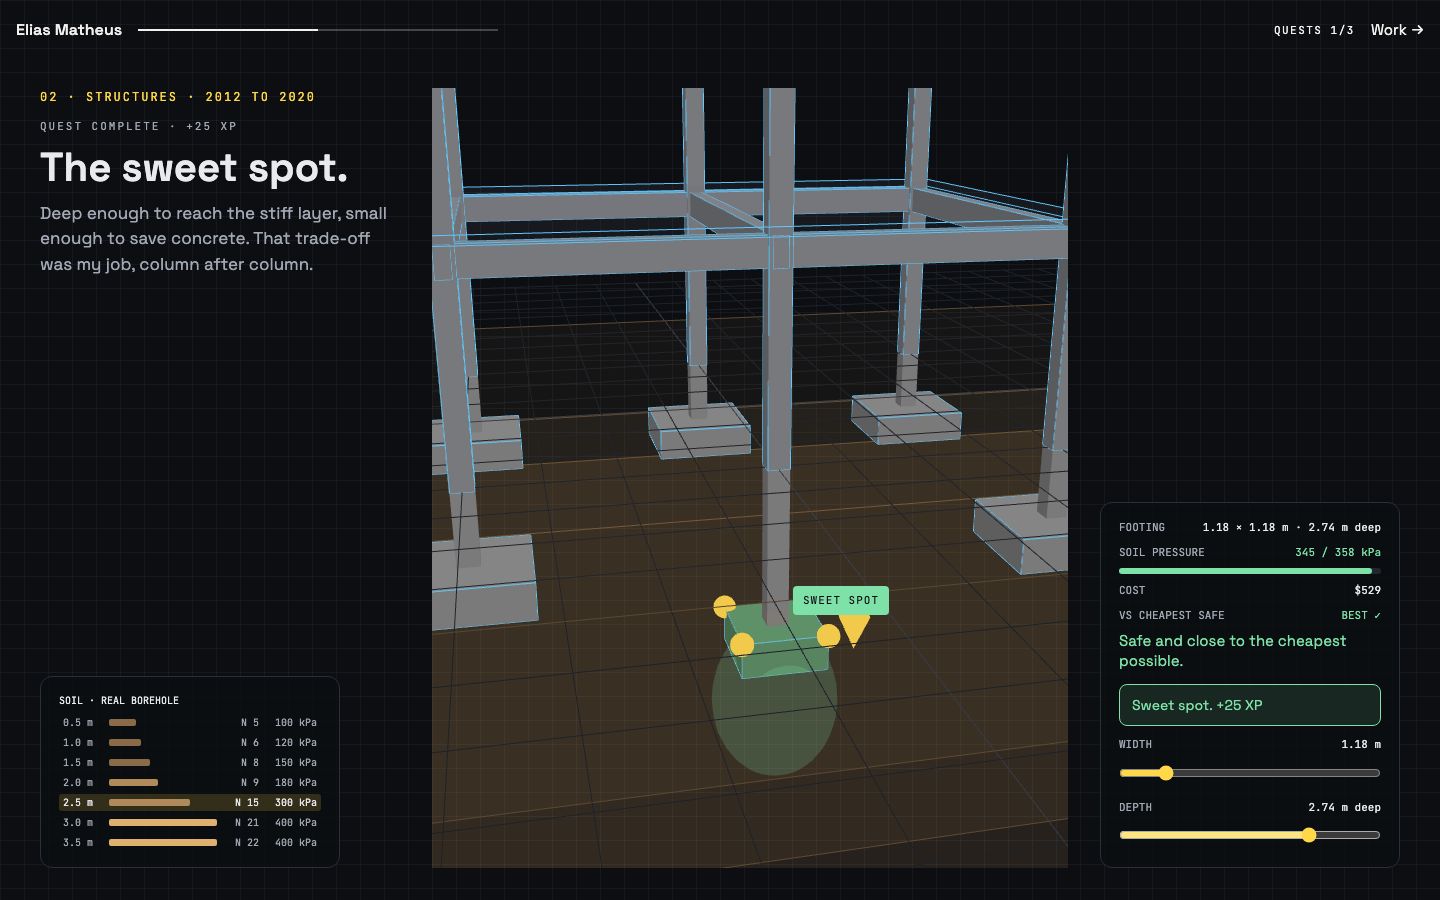 Elias Matheus
QUESTS 1/3
Work →
02 · STRUCTURES · 2012 TO 2020
QUEST COMPLETE · +25 XP
The sweet spot.
Deep enough to reach the stiff layer, small
enough to save concrete. That trade-off
was my job, column after column.
SWEET SPOT
SOIL · REAL BOREHOLE
0.5 m N 5 100 kPa
1.0 m N 6 120 kPa
1.5 m N 8 150 kPa
2.0 m N 9 180 kPa
2.5 m N 15 300 kPa
3.0 m N 21 400 kPa
3.5 m N 22 400 kPa
FOOTING 1.18 × 1.18 m · 2.74 m deep
SOIL PRESSURE 345 / 358 kPa
COST $529
VS CHEAPEST SAFE BEST ✓
Safe and close to the cheapest
possible.
Sweet spot. +25 XP
WIDTH 1.18 m
DEPTH 2.74 m deep